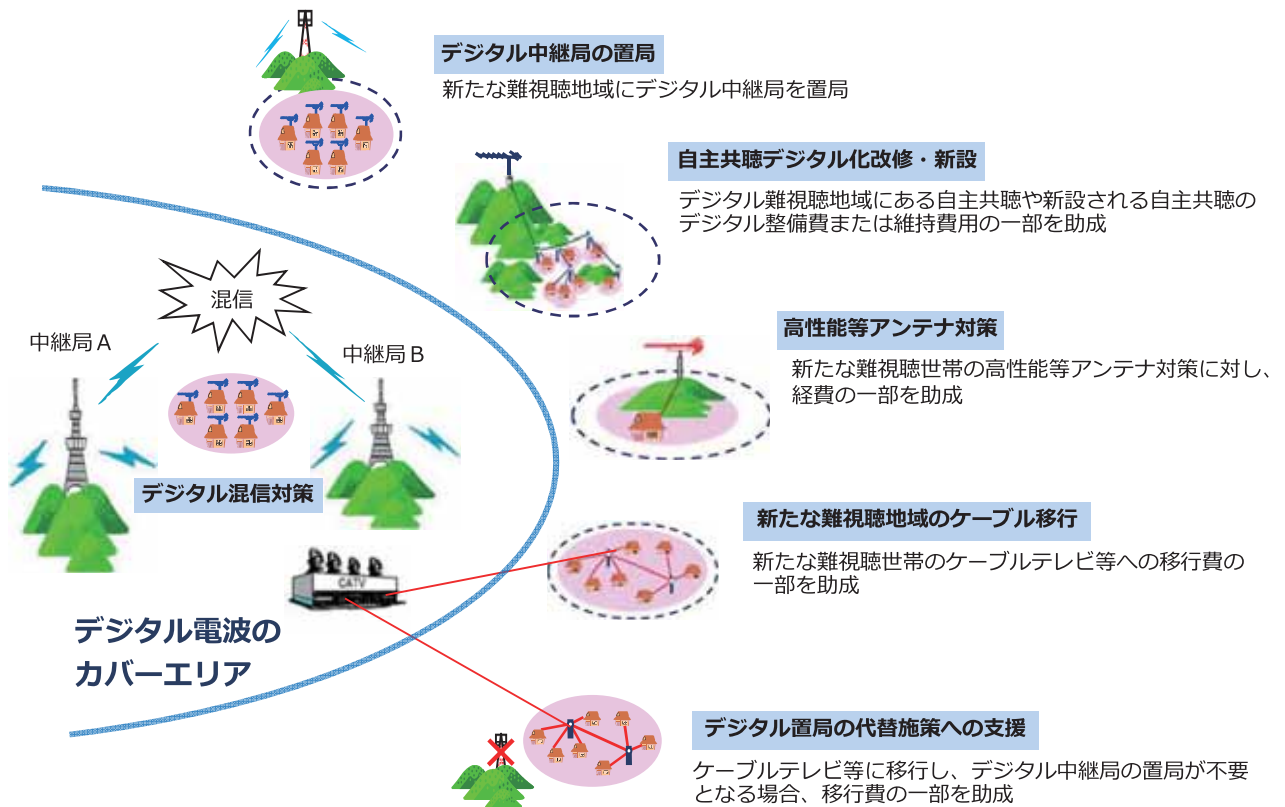 デジタル中継局の置局
新たな難視聴地域にデジタル中継局を置局
自主共聴デジタル化改修・新設
デジタル難視聴地域にある自主共聴や新設される自主共聴の
デジタル整備費または維持費用の一部を助成
混信
中継局A
中継局B
高性能等アンテナ対策
新たな難視聴世帯の高性能等アンテナ対策に対し、
経費の一部を助成
デジタル混信対策
新たな難視聴地域のケーブル移行
新たな難視聴世帯のケーブルテレビ等への移行費の
一部を助成
CATV
デジタル電波の
カバーエリア
デジタル置局の代替施策への支援
ケーブルテレビ等に移行し、デジタル中継局の置局が不要
となる場合、移行費の一部を助成